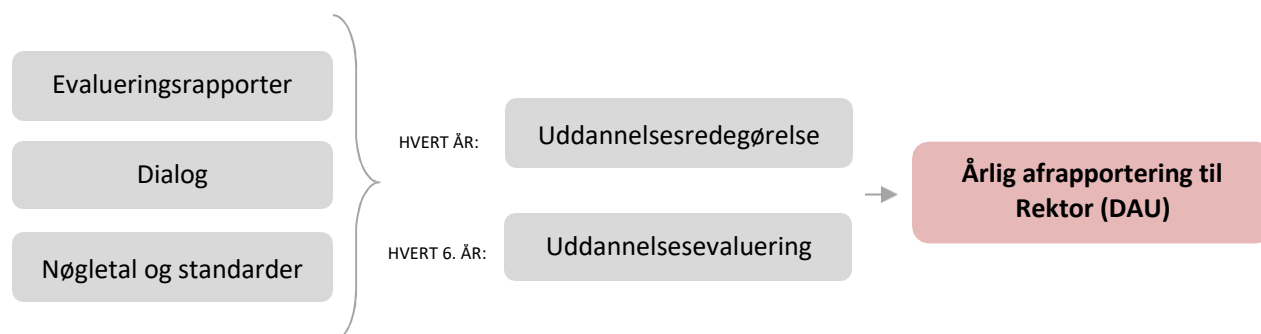 Evalueringsrapporter
Dialog
Nøgletal og standarder
HVERT ÅR:
Uddannelsesredegørelse
HVERT 6. ÅR:
Uddannelsesevaluering
Årlig afrapportering til
Rektor (DAU)